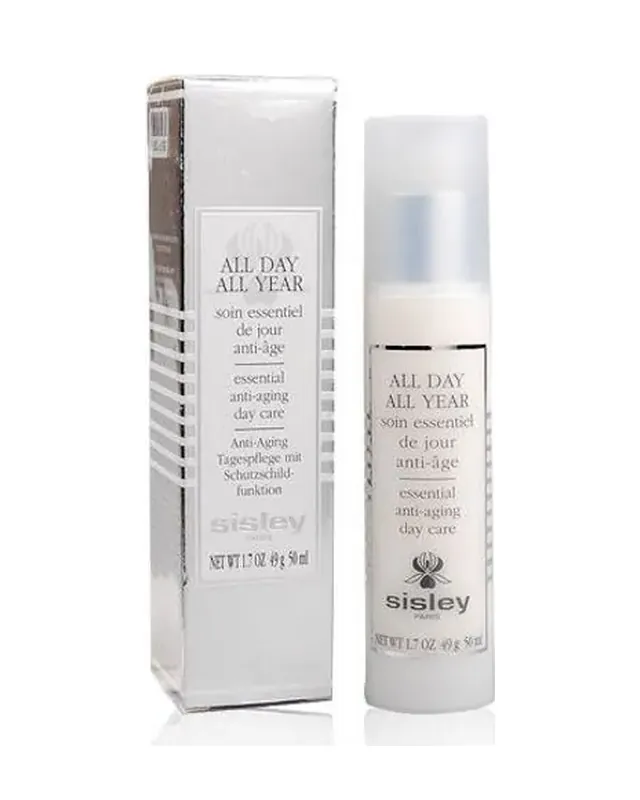 ALL DAY
ALL YEAR
soin essentiel
de jour
anti-âge
essential
anti-aging
day care
Anti-Aging
Tagespflege mit
Schutzschild-
funktion
sisley
PARIS
NET WT 1.7 OZ 49 g 50 ml
ALL DAY
ALL YEAR
soin essentiel
de jour
anti-âge
essential
anti-aging
day care
sisley
PARIS
NET WT 1.7 OZ 49 g 50 ml